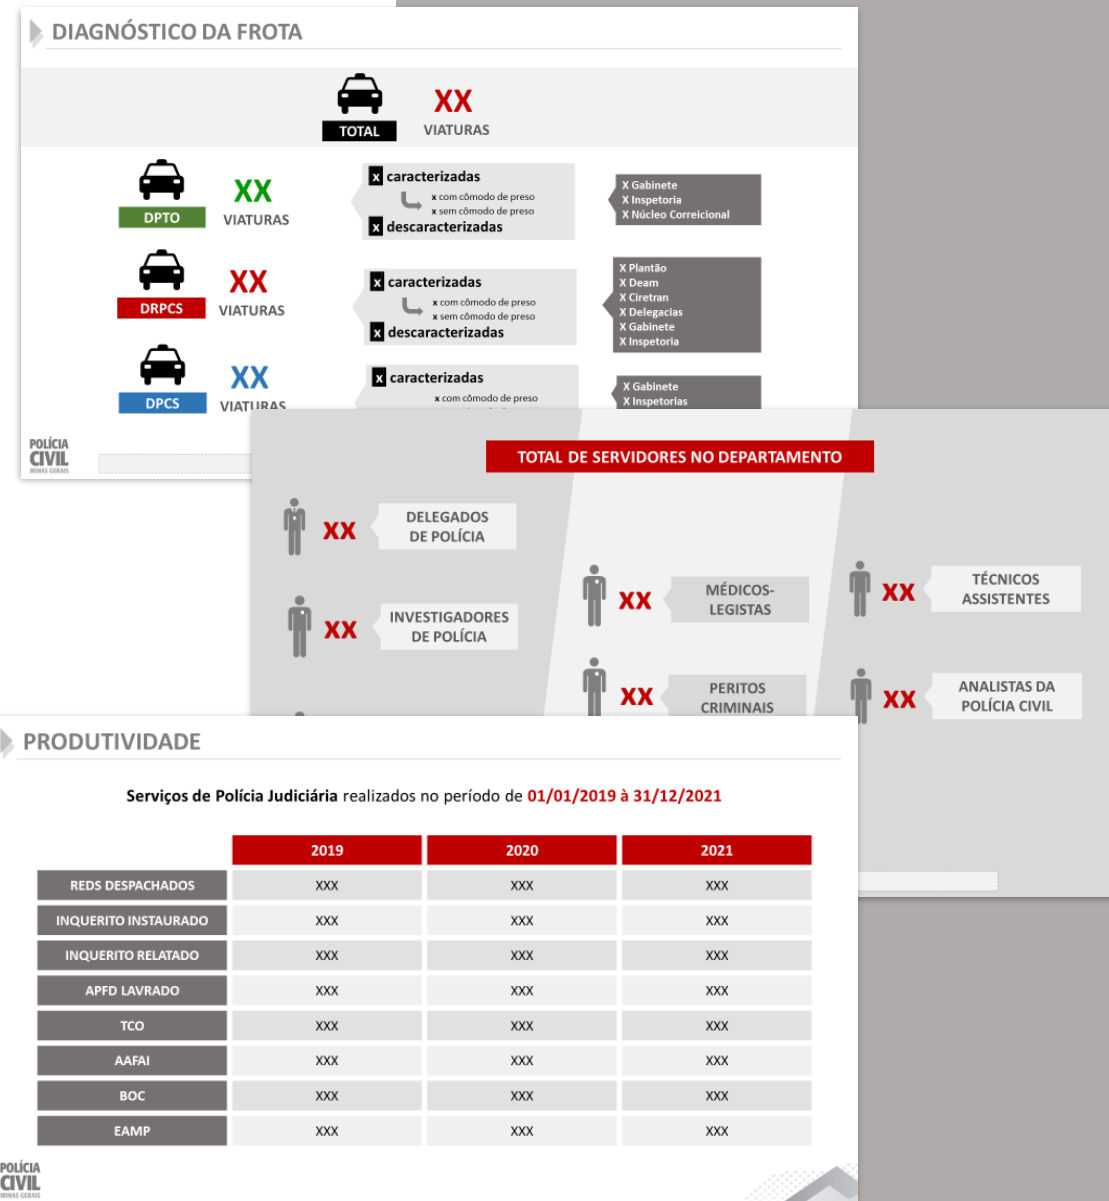 DIAGNÓSTICO DA FROTA
XX
TOTAL
VIATURAS
XX
DPTO
VIATURAS
x caracterizadas
x com cômodo de preso
x sem cômodo de preso
x descaracterizadas
X Gabinete
X Inspetoria
X Núcleo Correicional
XX
DRPCS
VIATURAS
x caracterizadas
x com cômodo de preso
x sem cômodo de preso
x descaracterizadas
X Plantão
X Deam
X Ciretran
X Delegacias
X Gabinete
X Inspetoria
XX
DPCS
VIATURAS
x caracterizadas
x com cômodo de preso
X Gabinete
X Inspetorias
POLÍCIA
CIVIL
MINAS GERAIS
TOTAL DE SERVIDORES NO DEPARTAMENTO
XX
DELEGADOS
DE POLÍCIA
XX
INVESTIGADORES
DE POLÍCIA
XX
MÉDICOS-
LEGISTAS
XX
PERITOS
CRIMINAIS
XX
TÉCNICOS
ASSISTENTES
XX
ANALISTAS DA
POLÍCIA CIVIL
PRODUTIVIDADE
Serviços de Polícia Judiciária realizados no período de 01/01/2019 à 31/12/2021
2019 2020 2021
REDS DESPACHADOS XXX XXX XXX
INQUERITO INSTAURADO XXX XXX XXX
INQUERITO RELATADO XXX XXX XXX
APFD LAVRADO XXX XXX XXX
TCO XXX XXX XXX
AAFAI XXX XXX XXX
BOC XXX XXX XXX
EAMP XXX XXX XXX
POLÍCIA
CIVIL
MINAS GERAIS